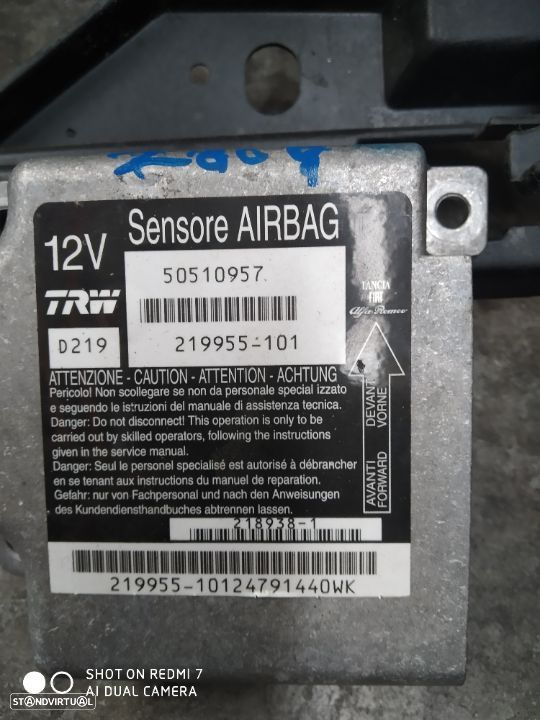 12V Sensore AIRBAG
50510957
TRW
D219
219955-101
LANCIA
FIAT
Alfa Romeo
ATTENZIONE - CAUTION - ATTENTION - ACHTUNG
Pericolo! Non scollegare se non da personale special izzato
e seguendo le istruzioni del manuale di assistenza tecnica.
Danger: Do not disconnect! This operation is only to be
carried out by skilled operators, following the instructions
given in the service manual.
Danger: Seul le personel specialisé est autorisé à débrancher
en se tenant aux instructions du manuel de reparation.
Gefahr: nur von Fachpersonal und nach den Anweisungen
des Kundendiensthandbuches abtrennen lassen.
AVANTI DEVANT
FORWARD VORNE
218938-1
219955-10124791440WK
SHOT ON REDMI 7
AI DUAL CAMERA
STANDVIRTUAL